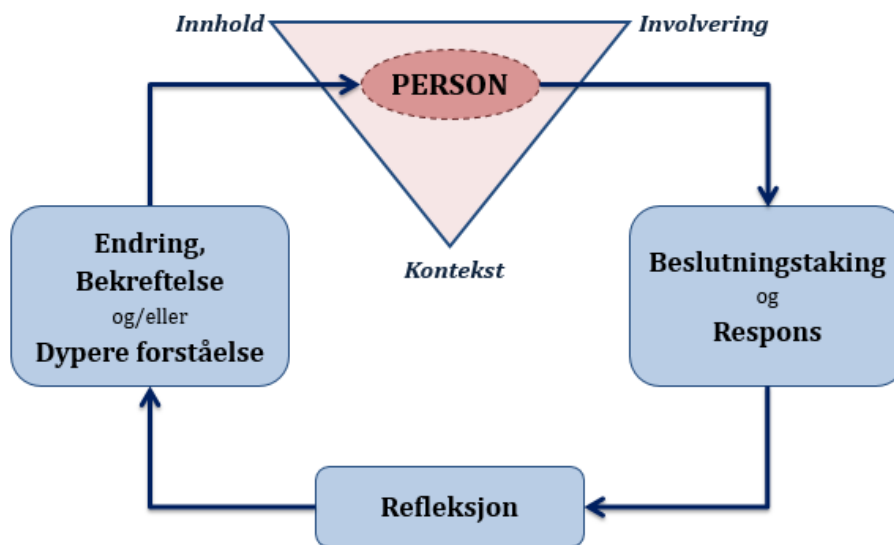 Innhold
Involvering
PERSON
Kontekst
Endring,
Bekreftelse
og/eller
Dypere forståelse
Beslutningstaking
og
Respons
Refleksjon